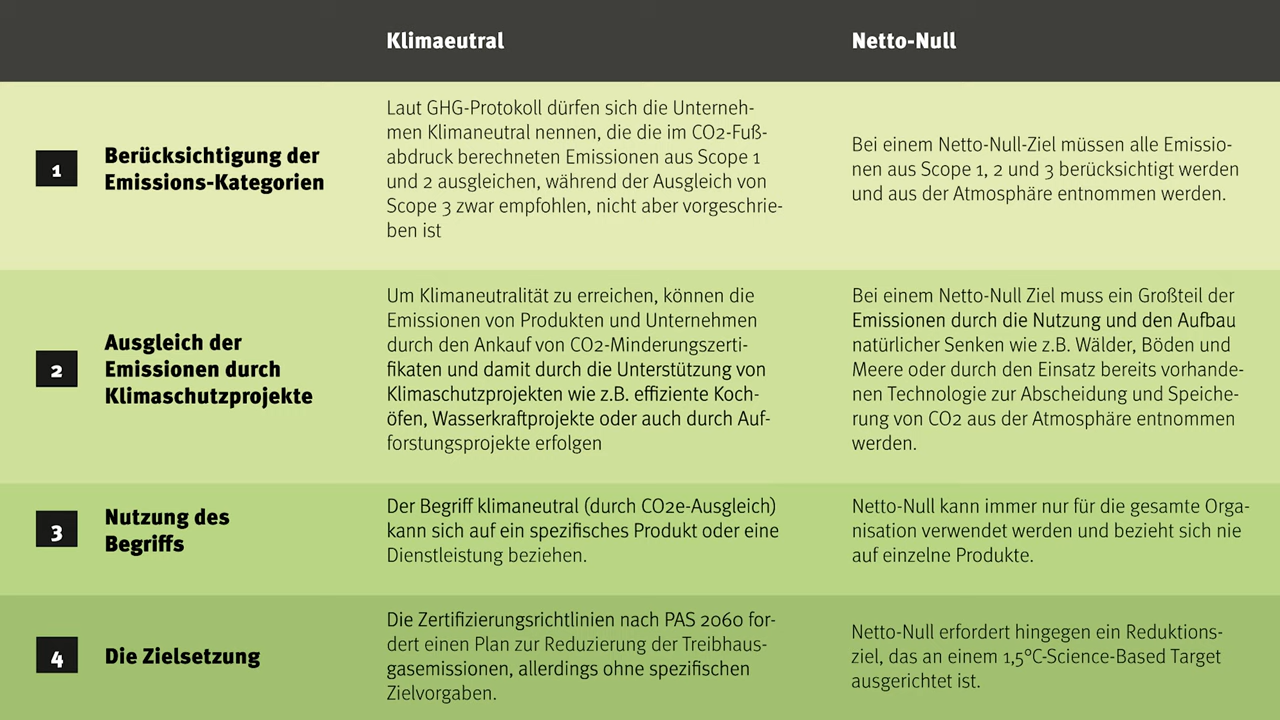 Klimaeutral
Netto-Null
1
Berücksichtigung der
Emissions-Kategorien
Laut GHG-Protokoll dürfen sich die Unterneh-
men Klimaneutral nennen, die die im CO2-Fuß-
abdruck berechneten Emissionen aus Scope 1
und 2 ausgleichen, während der Ausgleich von
Scope 3 zwar empfohlen, nicht aber vorgeschrie-
ben ist
Bei einem Netto-Null-Ziel müssen alle Emissio-
nen aus Scope 1, 2 und 3 berücksichtigt werden
und aus der Atmosphäre entnommen werden.
2
Ausgleich der
Emissionen durch
Klimaschutzprojekte
Um Klimaneutralität zu erreichen, können die
Emissionen von Produkten und Unternehmen
durch den Ankauf von CO2-Minderungszerti-
fikaten und damit durch die Unterstützung von
Klimaschutzprojekten wie z.B. effiziente Koch-
öfen, Wasserkraftprojekte oder auch durch Auf-
forstungsprojekte erfolgen
Bei einem Netto-Null Ziel muss ein Großteil der
Emissionen durch die Nutzung und den Aufbau
natürlicher Senken wie z.B. Wälder, Böden und
Meere oder durch den Einsatz bereits vorhande-
nen Technologie zur Abscheidung und Speiche-
rung von CO2 aus der Atmosphäre entnommen
werden.
3
Nutzung des
Begriffs
Der Begriff klimaneutral (durch CO2e-Ausgleich)
kann sich auf ein spezifisches Produkt oder eine
Dienstleistung beziehen.
Netto-Null kann immer nur für die gesamte Orga-
nisation verwendet werden und bezieht sich nie
auf einzelne Produkte.
4
Die Zielsetzung
Die Zertifizierungsrichtlinien nach PAS 2060 for-
dert einen Plan zur Reduzierung der Treibhaus-
gasemissionen, allerdings ohne spezifischen
Zielvorgaben.
Netto-Null erfordert hingegen ein Reduktions-
ziel, das an einem 1,5°C-Science-Based Target
ausgerichtet ist.